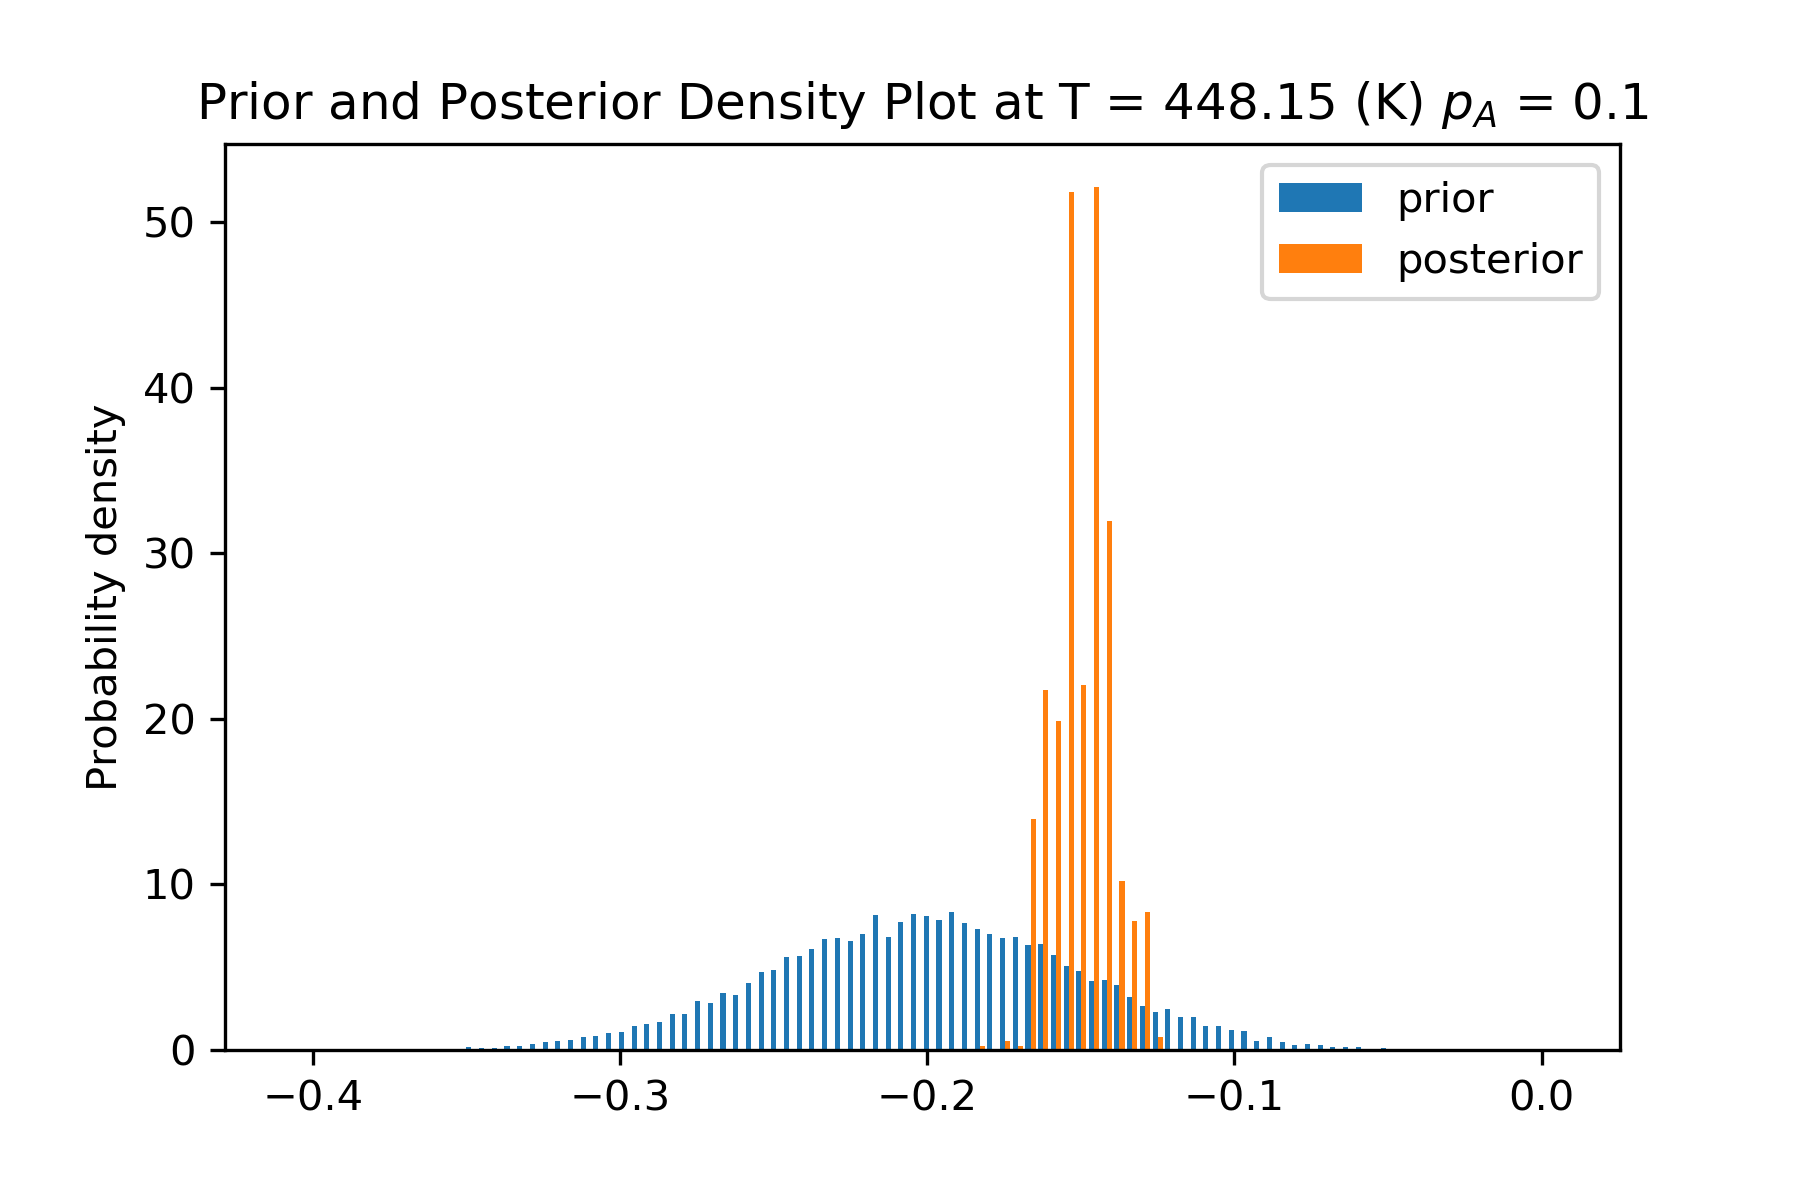 Prior and Posterior Density Plot at T = 448.15 (K) p_A = 0.1
prior
posterior
Probability density
50
40
30
20
10
0
−0.4
−0.3
−0.2
−0.1
0.0